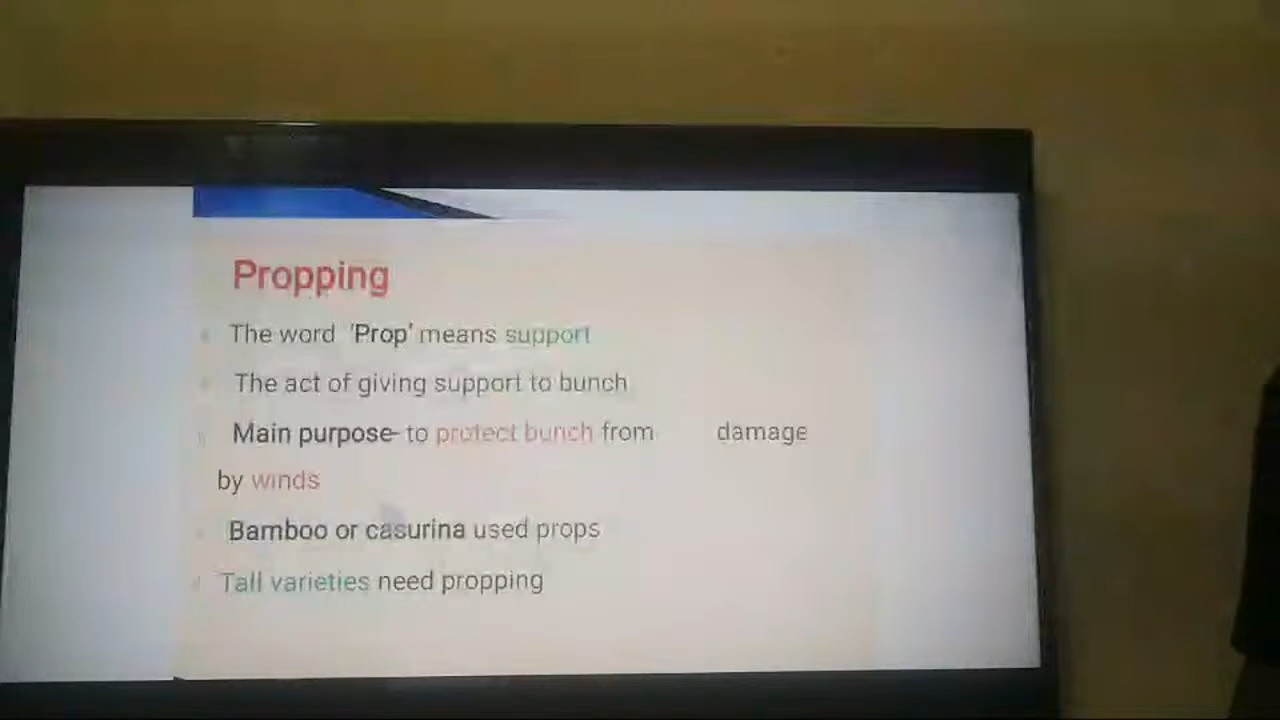 Propping
The word 'Prop' means support
The act of giving support to bunch
Main purpose- to protect bunch from damage
by winds
Bamboo or casurina used props
Tall varieties need propping